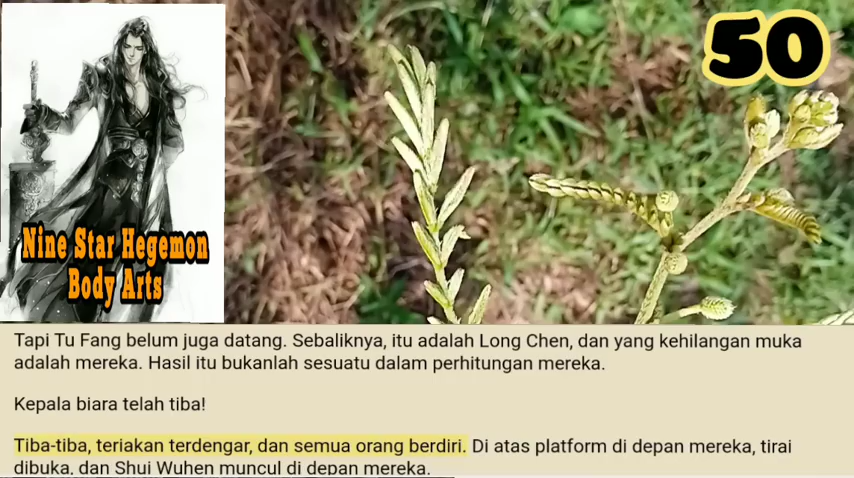 50
Nine Star Hegemon
Body Arts
Tapi Tu Fang belum juga datang. Sebaliknya, itu adalah Long Chen, dan yang kehilangan muka
adalah mereka. Hasil itu bukanlah sesuatu dalam perhitungan mereka.
Kepala biara telah tiba!
Tiba-tiba, teriakan terdengar, dan semua orang berdiri. Di atas platform di depan mereka, tirai
dibuka, dan Shui Wuhen muncul di depan mereka.